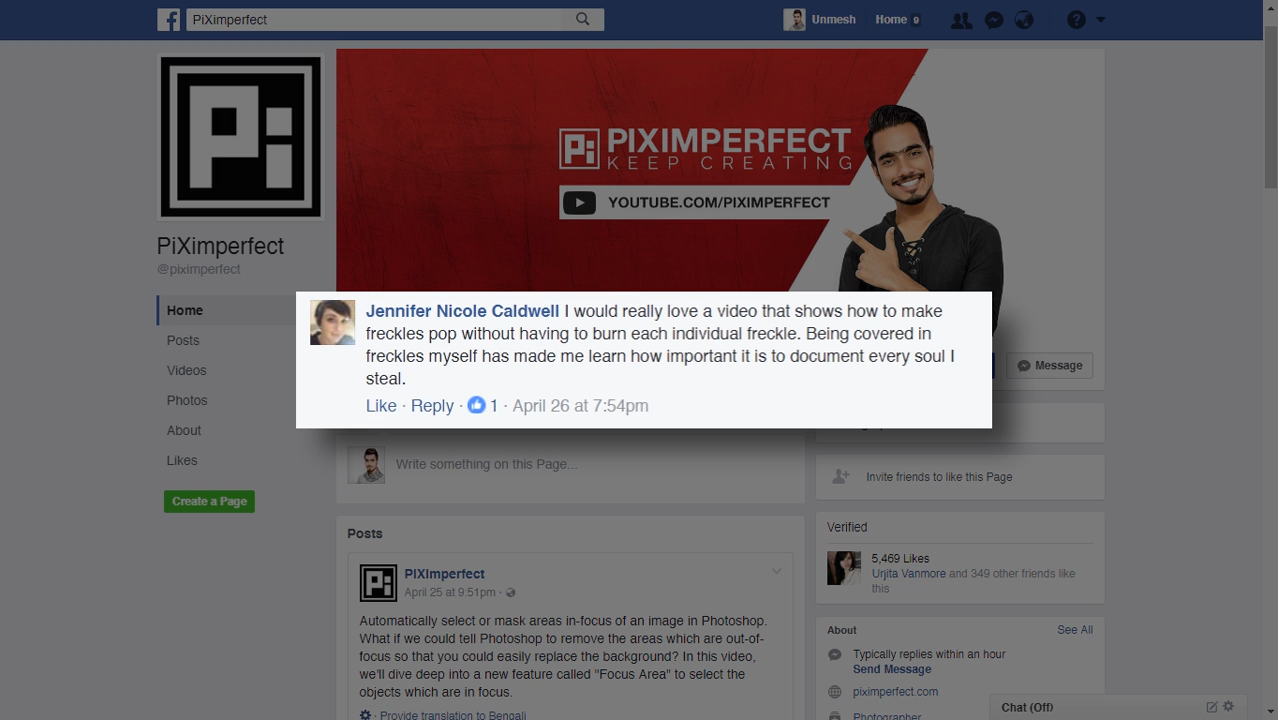 PiXimperfect
Unmesh
Home 9
Pi
Pi PIXIMPERFECT
KEEP CREATING
YOUTUBE.COM/PIXIMPERFECT
PiXimperfect
@piximperfect
Home
Posts
Videos
Photos
About
Likes
Create a Page
Message
Jennifer Nicole Caldwell I would really love a video that shows how to make
freckles pop without having to burn each individual freckle. Being covered in
freckles myself has made me learn how important it is to document every soul I
steal.
Like · Reply · 1 · April 26 at 7:54pm
Write something on this Page...
Posts
Pi
PiXimperfect
April 25 at 9:51pm ·
Automatically select or mask areas in-focus of an image in Photoshop.
What if we could tell Photoshop to remove the areas which are out-of-
focus so that you could easily replace the background? In this video,
we'll dive deep into a new feature called "Focus Area" to select the
objects which are in focus.
· Provide translation to Bengali
Invite friends to like this Page
Verified
5,469 Likes
Urjita Vanmore and 349 other friends like
this
About
See All
Typically replies within an hour
Send Message
piximperfect.com
Photographer
Chat (Off)